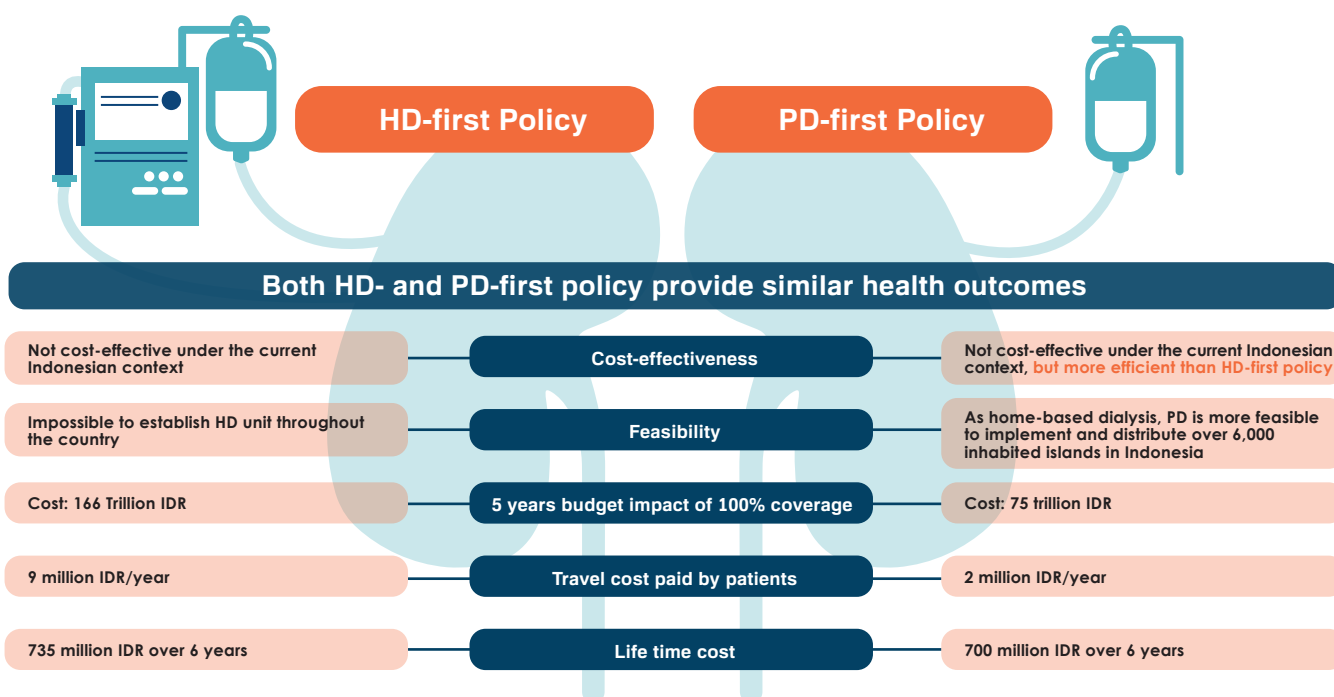 HD-first Policy
PD-first Policy
Both HD- and PD-first policy provide similar health outcomes
Not cost-effective under the current
Indonesian context
Cost-effectiveness
Not cost-effective under the current Indonesian
context, but more efficient than HD-first policy
Impossible to establish HD unit throughout
the country
Feasibility
As home-based dialysis, PD is more feasible
to implement and distribute over 6,000
inhabited islands in Indonesia
Cost: 166 Trillion IDR
5 years budget impact of 100% coverage
Cost: 75 trillion IDR
9 million IDR/year
Travel cost paid by patients
2 million IDR/year
735 million IDR over 6 years
Life time cost
700 million IDR over 6 years